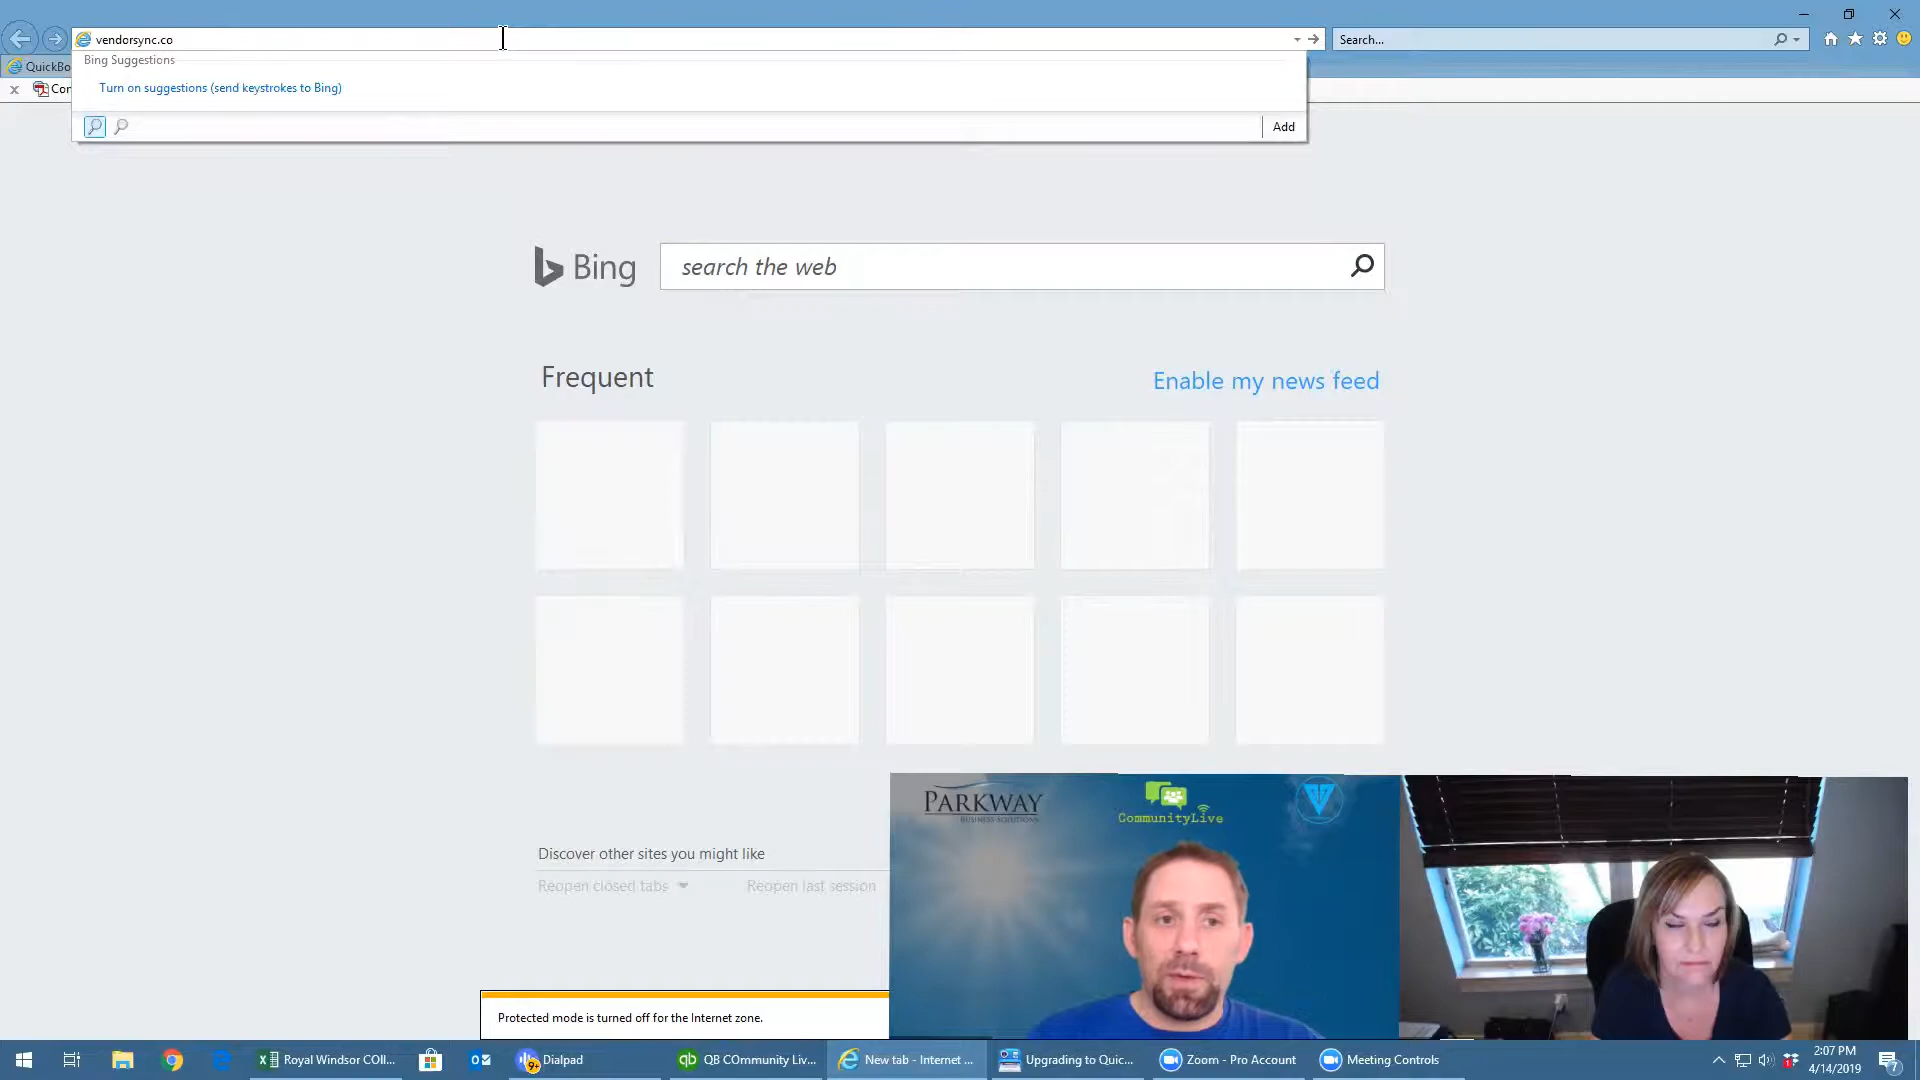 vendorsync.co
Search...
Bing Suggestions
QuickBo
Turn on suggestions (send keystrokes to Bing)
Con
Add
Bing
search the web
Frequent
Enable my news feed
Discover other sites you might like
Reopen closed tabs
Reopen last session
PARKWAY
BUSINESS SOLUTIONS
CommunityLive
Protected mode is turned off for the Internet zone.
Royal Windsor COll...
9+
Dialpad
QB COmmunity Liv...
New tab - Internet ...
Upgrading to Quic...
Zoom - Pro Account
Meeting Controls
2:07 PM
4/14/2019
7